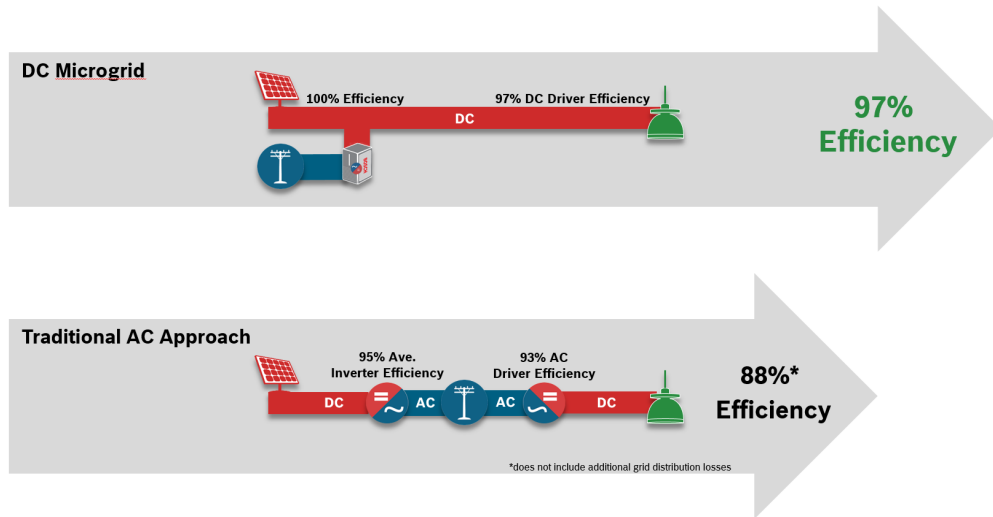 DC Microgrid
100% Efficiency
97% DC Driver Efficiency
DC
BOSCH
97%
Efficiency
Traditional AC Approach
95% Ave.
Inverter Efficiency
93% AC
Driver Efficiency
DC
AC
AC
DC
88%*
Efficiency
*does not include additional grid distribution losses